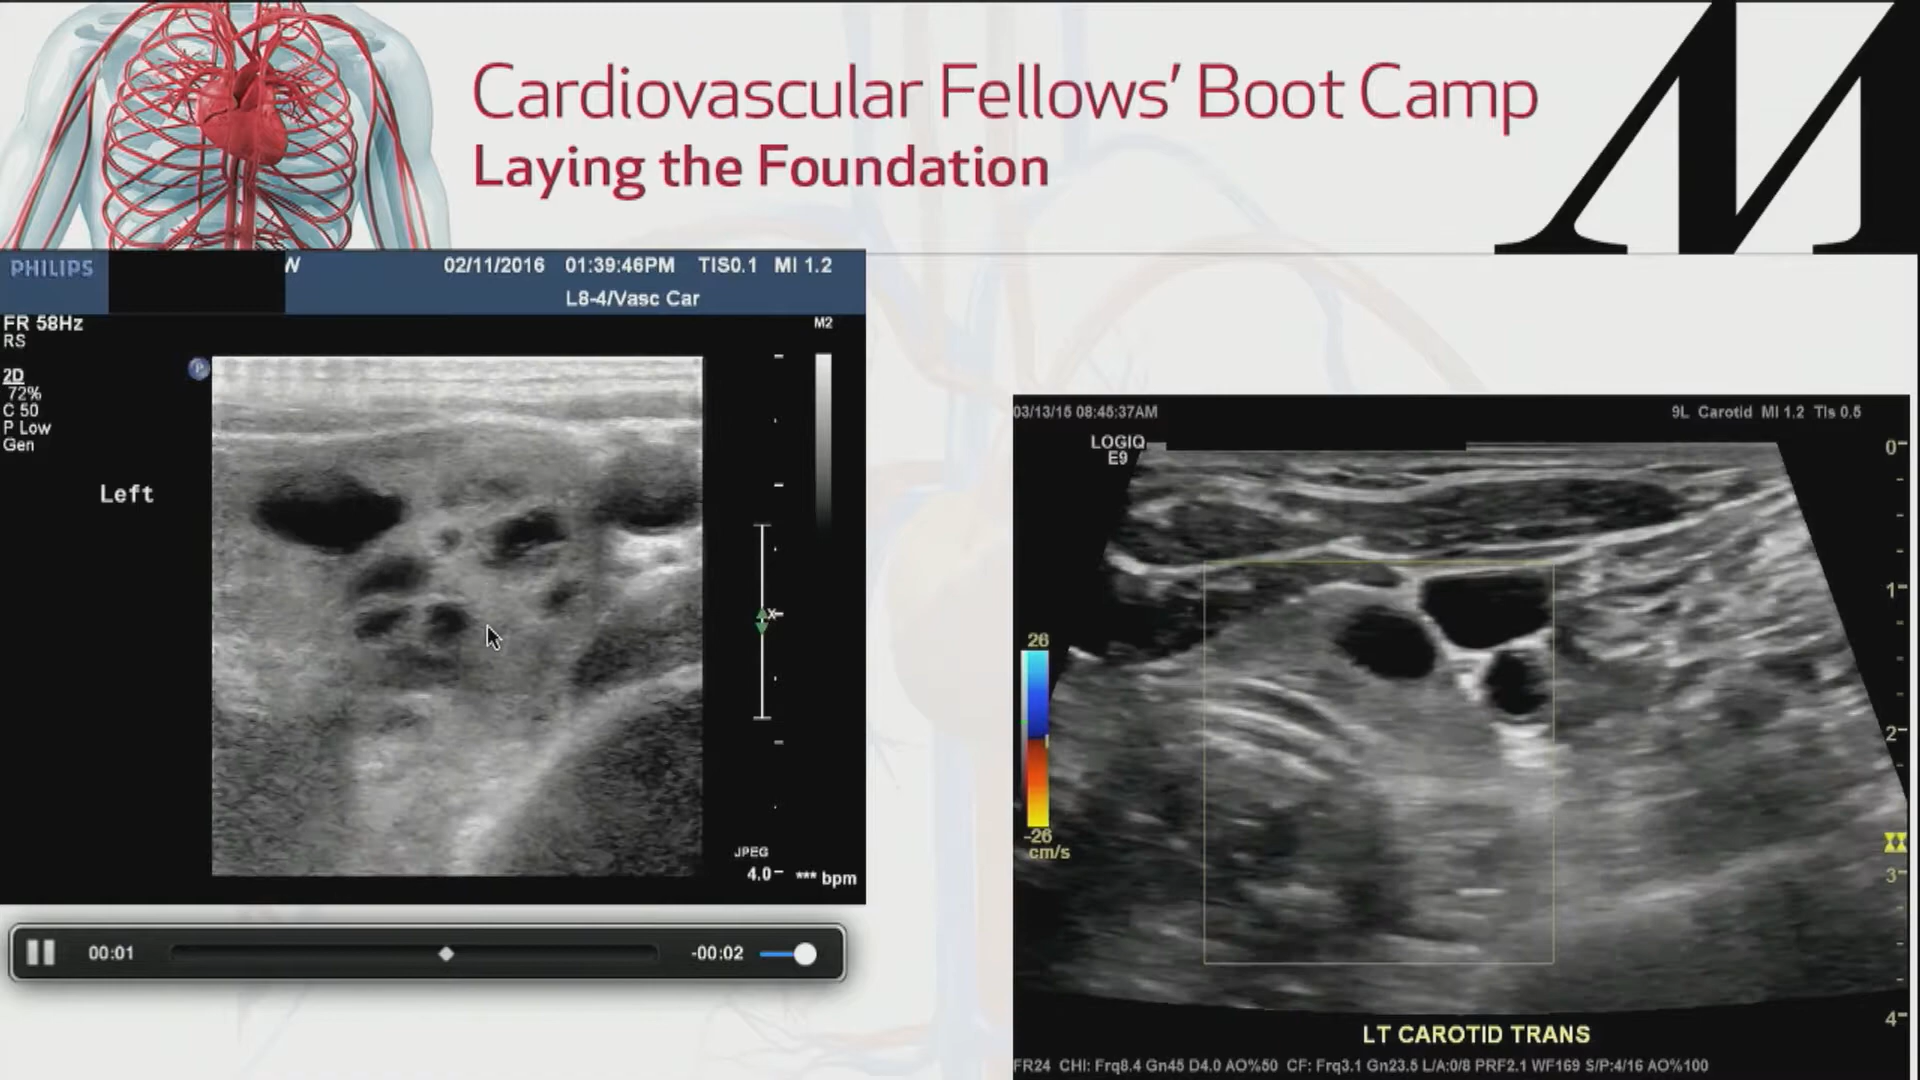 Cardiovascular Fellows' Boot Camp
Laying the Foundation
M
PHILIPS
W
02/11/2016 01:39:46PM TIS0.1 MI 1.2
L8-4/Vasc Car
FR 58Hz
RS
2D
72%
C 50
P Low
Gen
P
M2
Left
X
JPEG
4.0
*** bpm
00:01
-00:02
03/13/15 08:45:37AM
9L Carotid MI 1.2 TIs 0.5
LOGIQ
E9
0
1
2
3
4
26
-26
cm/s
LT CAROTID TRANS
FR24 CHI: Frq8.4 Gn45 D4.0 AO%50 CF: Frq3.1 Gn23.5 L/A:0/8 PRF2.1 WF169 S/P:4/16 AO%100